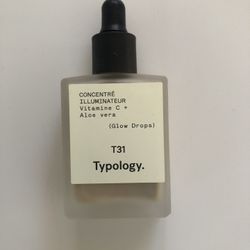 CONCENTRÉ
ILLUMINATEUR
Vitamine C +
Aloe vera
(Glow Drops)
T31
Typology.